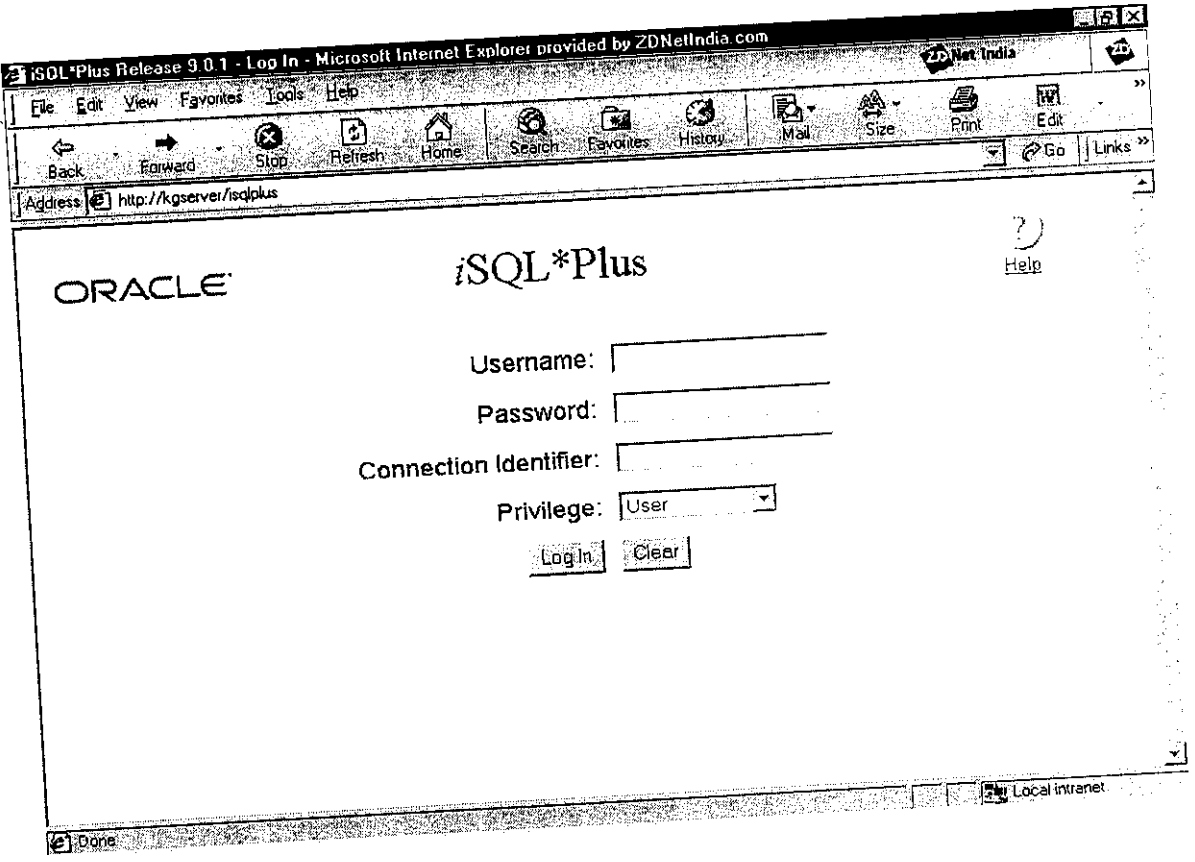 iSQL*Plus Release 9.0.1 - Log In - Microsoft Internet Explorer provided by ZDNetIndia.com
File Edit View Favorites Tools Help
ZDNet India
ZD
Back Forward Stop Refresh Home Search Favorites History Mail Size Print Edit
Address http://kgserver/isqlplus Go Links »
ORACLE
iSQL*Plus
Help
Username:
Password:
Connection Identifier:
Privilege: User
Log In Clear
Done Local intranet